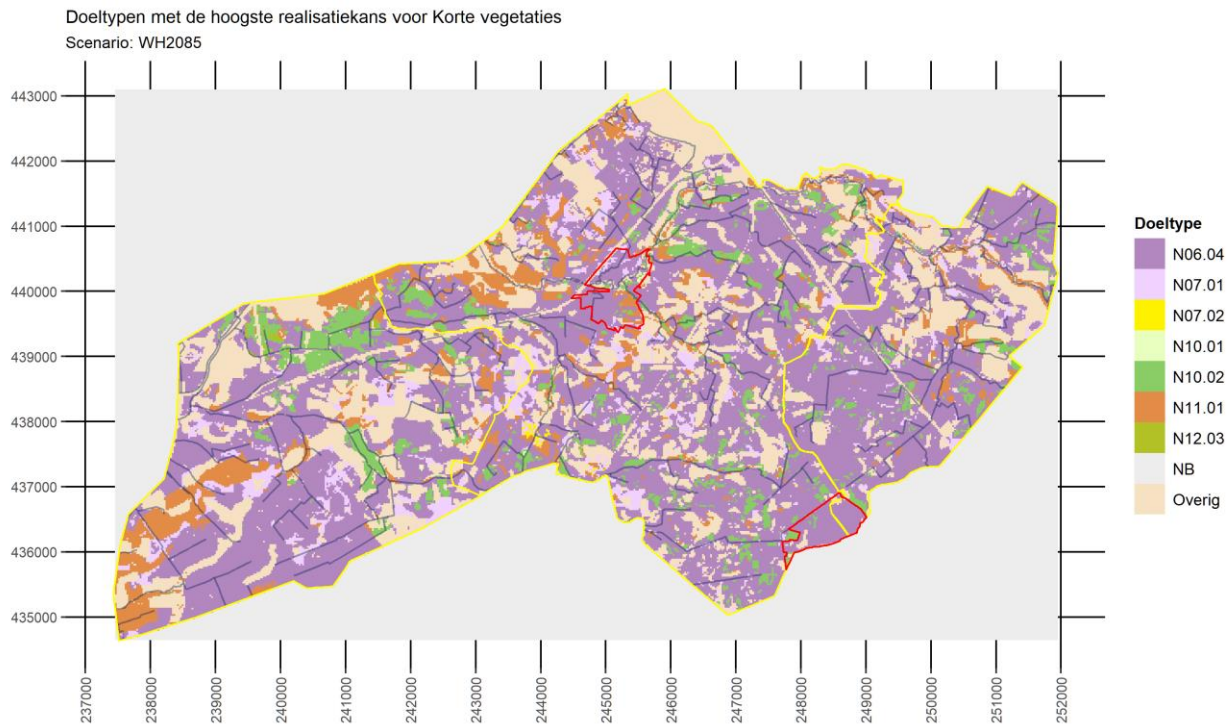 Doeltypen met de hoogste realisatiekans voor Korte vegetaties
Scenario: WH2085
443000
442000
441000
440000
439000
438000
437000
436000
435000
237000
238000
239000
240000
241000
242000
243000
244000
245000
246000
247000
248000
249000
250000
251000
252000
Doeltype
N06.04
N07.01
N07.02
N10.01
N10.02
N11.01
N12.03
NB
Overig